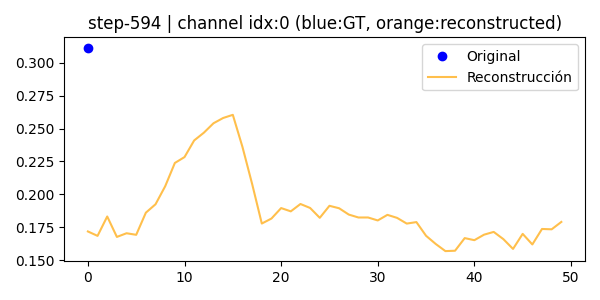 step-594 | channel idx:0 (blue:GT, orange:reconstructed)
Original
Reconstrucción
0.300
0.275
0.250
0.225
0.200
0.175
0.150
0 10 20 30 40 50